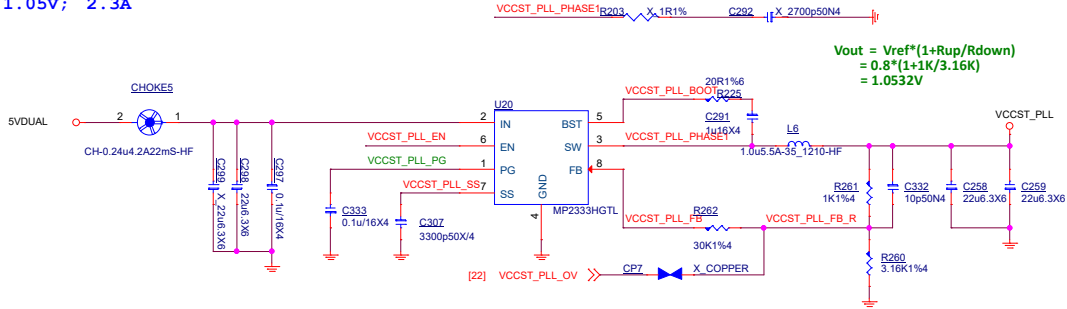 1.05V; 2.3A
VCCST_PLL_PHASE1
R203
X_1R1%
C292
X_2700p50N4
Vout = Vref*(1+Rup/Rdown)
= 0.8*(1+1K/3.16K)
= 1.0532V
CHOKE5
5VDUAL
2
1
CH-0.24u4.2A22mS-HF
C299
X_22u6.3X6
C298
22u6.3X6
C297
0.1u/16X4
VCCST_PLL_EN
VCCST_PLL_PG
VCCST_PLL_SS
C333
0.1u/16X4
C307
3300p50X/4
U20
2
IN
6
EN
1
PG
7
SS
GND
4
BST
5
SW
3
FB
8
MP2333HGTL
VCCST_PLL_BOOT
20R1%6
R225
C291
1u16X4
VCCST_PLL_PHASE1
L6
1.0u5.5A-35_1210-HF
VCCST_PLL
R261
1K1%4
C332
10p50N4
C258
22u6.3X6
C259
22u6.3X6
VCCST_PLL_FB
R262
30K1%4
VCCST_PLL_FB_R
R260
3.16K1%4
[22]
VCCST_PLL_OV
CP7
X_COPPER